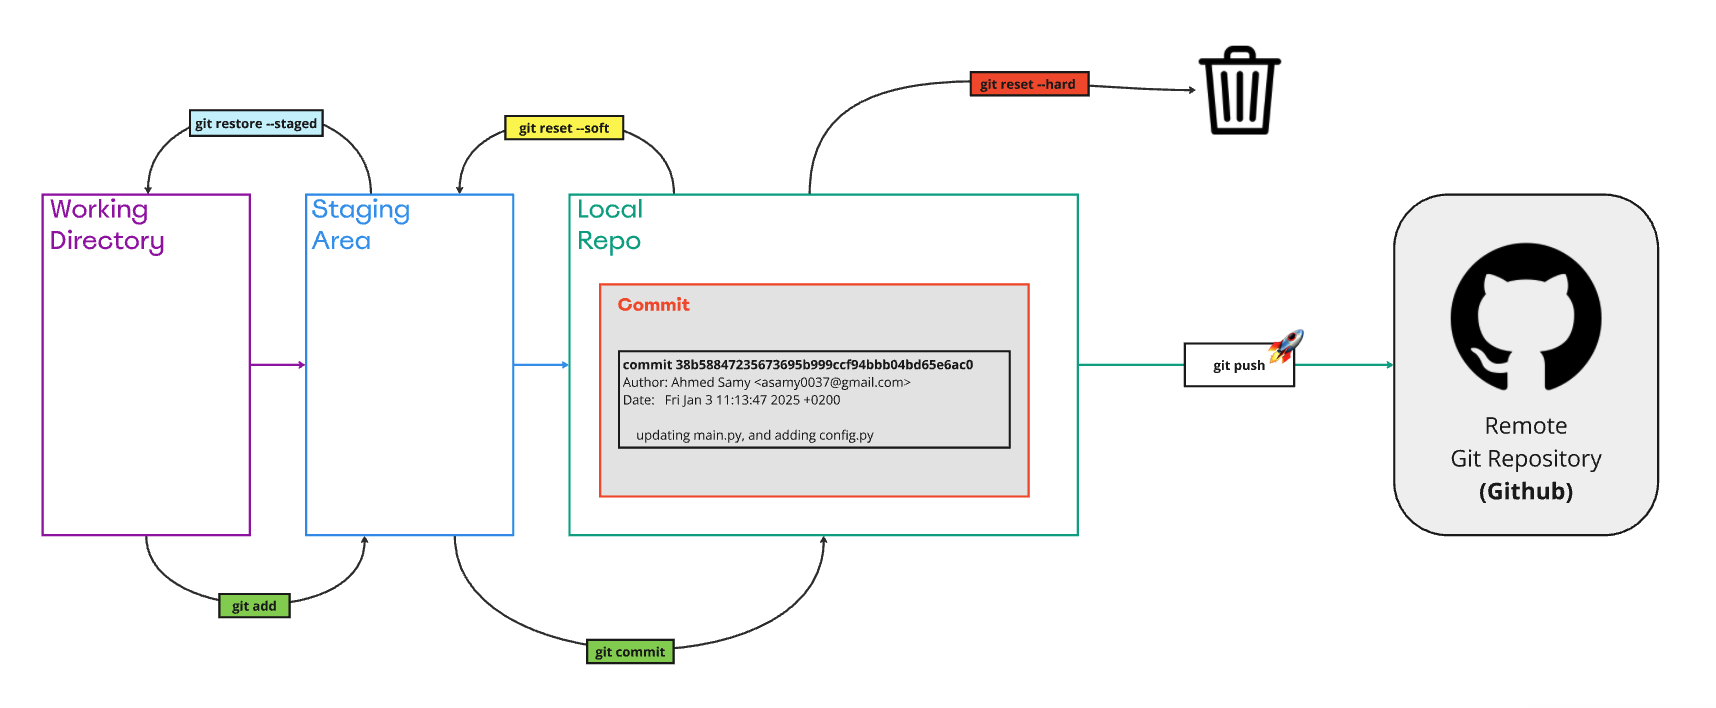 git reset --hard
git restore --staged
git reset --soft
Working
Directory
Staging
Area
Local
Repo
Commit
commit 38b58847235673695b999ccf94bbb04bd65e6ac0
Author: Ahmed Samy <asamy0037@gmail.com>
Date:   Fri Jan 3 11:13:47 2025 +0200
updating main.py, and adding config.py
git push
Remote
Git Repository
(Github)
git add
git commit